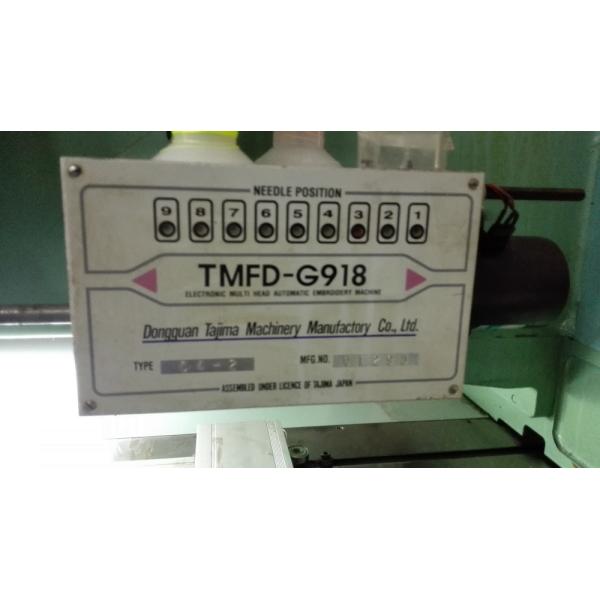 NEEDLE POSITION
9 8 7 6 5 4 3 2 1
TMFD-G918
ELECTRONIC MULTI HEAD AUTOMATIC EMBROIDERY MACHINE
Dongguan Tajima Machinery Manufactory Co., Ltd.
TYPE MFG.NO.
ASSEMBLED UNDER LICENCE OF TAJIMA JAPAN